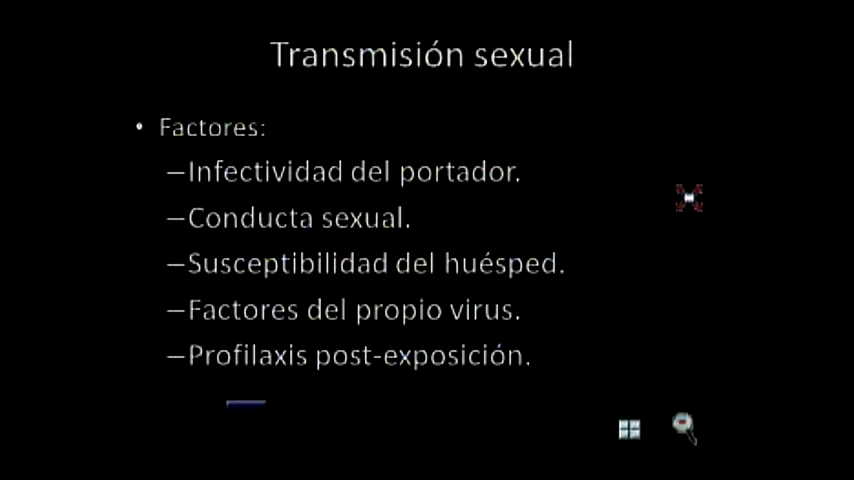 Transmisión sexual
• Factores:
–Infectividad del portador.
–Conducta sexual.
–Susceptibilidad del huésped.
–Factores del propio virus.
–Profilaxis post-exposición.